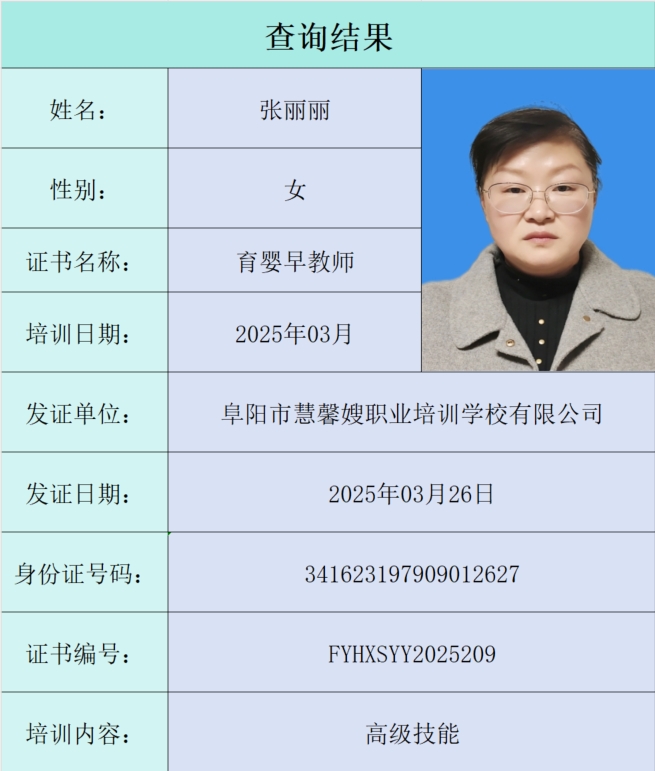 查询结果
姓名： 张丽丽
性别： 女
证书名称： 育婴早教师
培训日期： 2025年03月
发证单位： 阜阳市慧馨嫂职业培训学校有限公司
发证日期： 2025年03月26日
身份证号码： 341623197909012627
证书编号： FYHXSYY2025209
培训内容： 高级技能